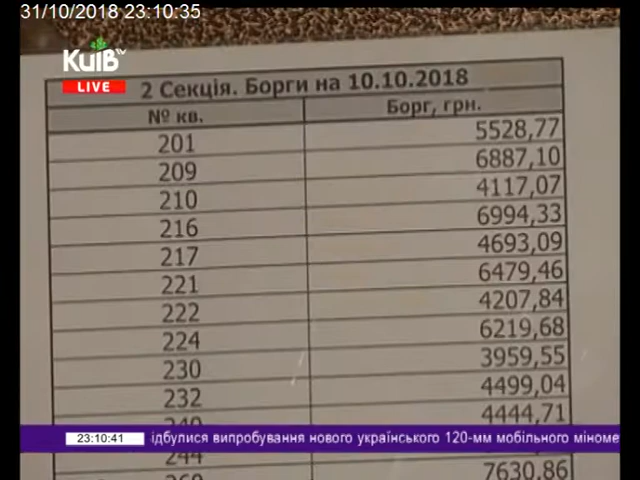 31/10/2018 23:10:35
Київ TV
LIVE
2 Секція. Борги на 10.10.2018
№ кв. Борг, грн.
201 5528,77
209 6887,10
210 4117,07
216 6994,33
217 4693,09
221 6479,46
222 4207,84
224 6219,68
230 3959,55
232 4499,04
240 4444,71
23:10:41 ідбулися випробування нового українського 120-мм мобільного міноме
244
7630,86